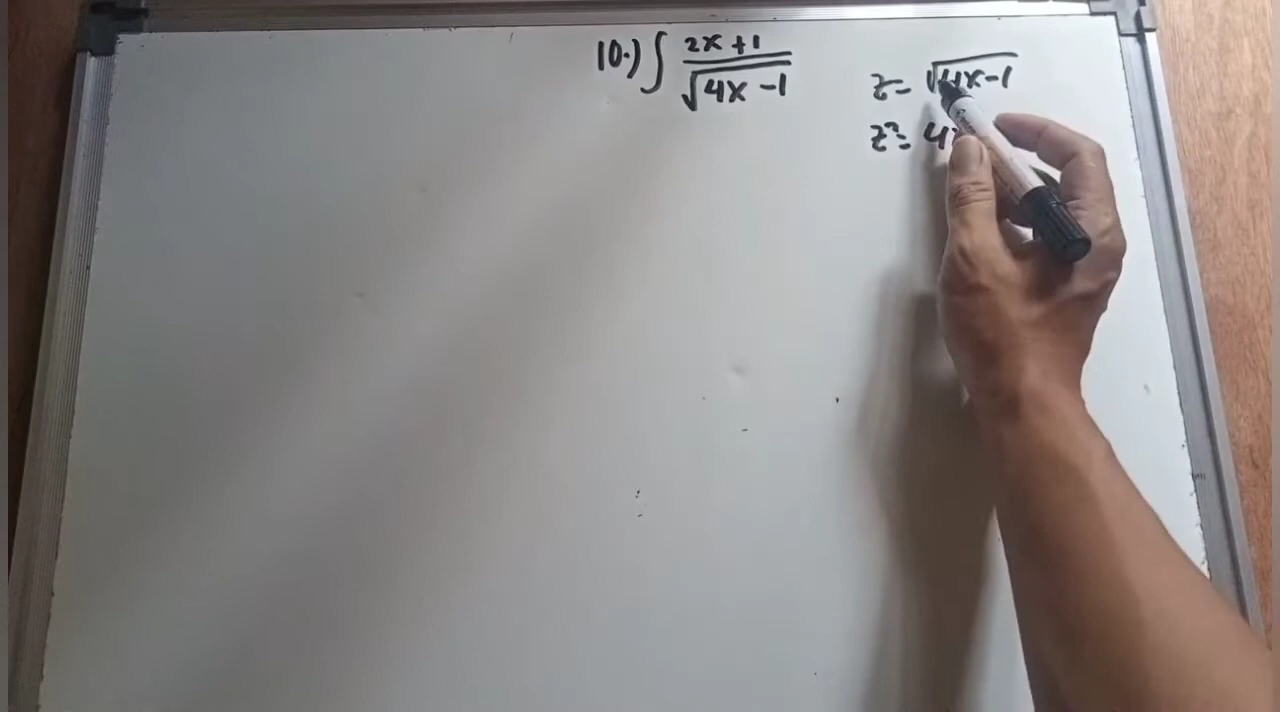 10.) ∫ (2x + 1)/√(4x - 1)
z = √(4x - 1)
z² = 4